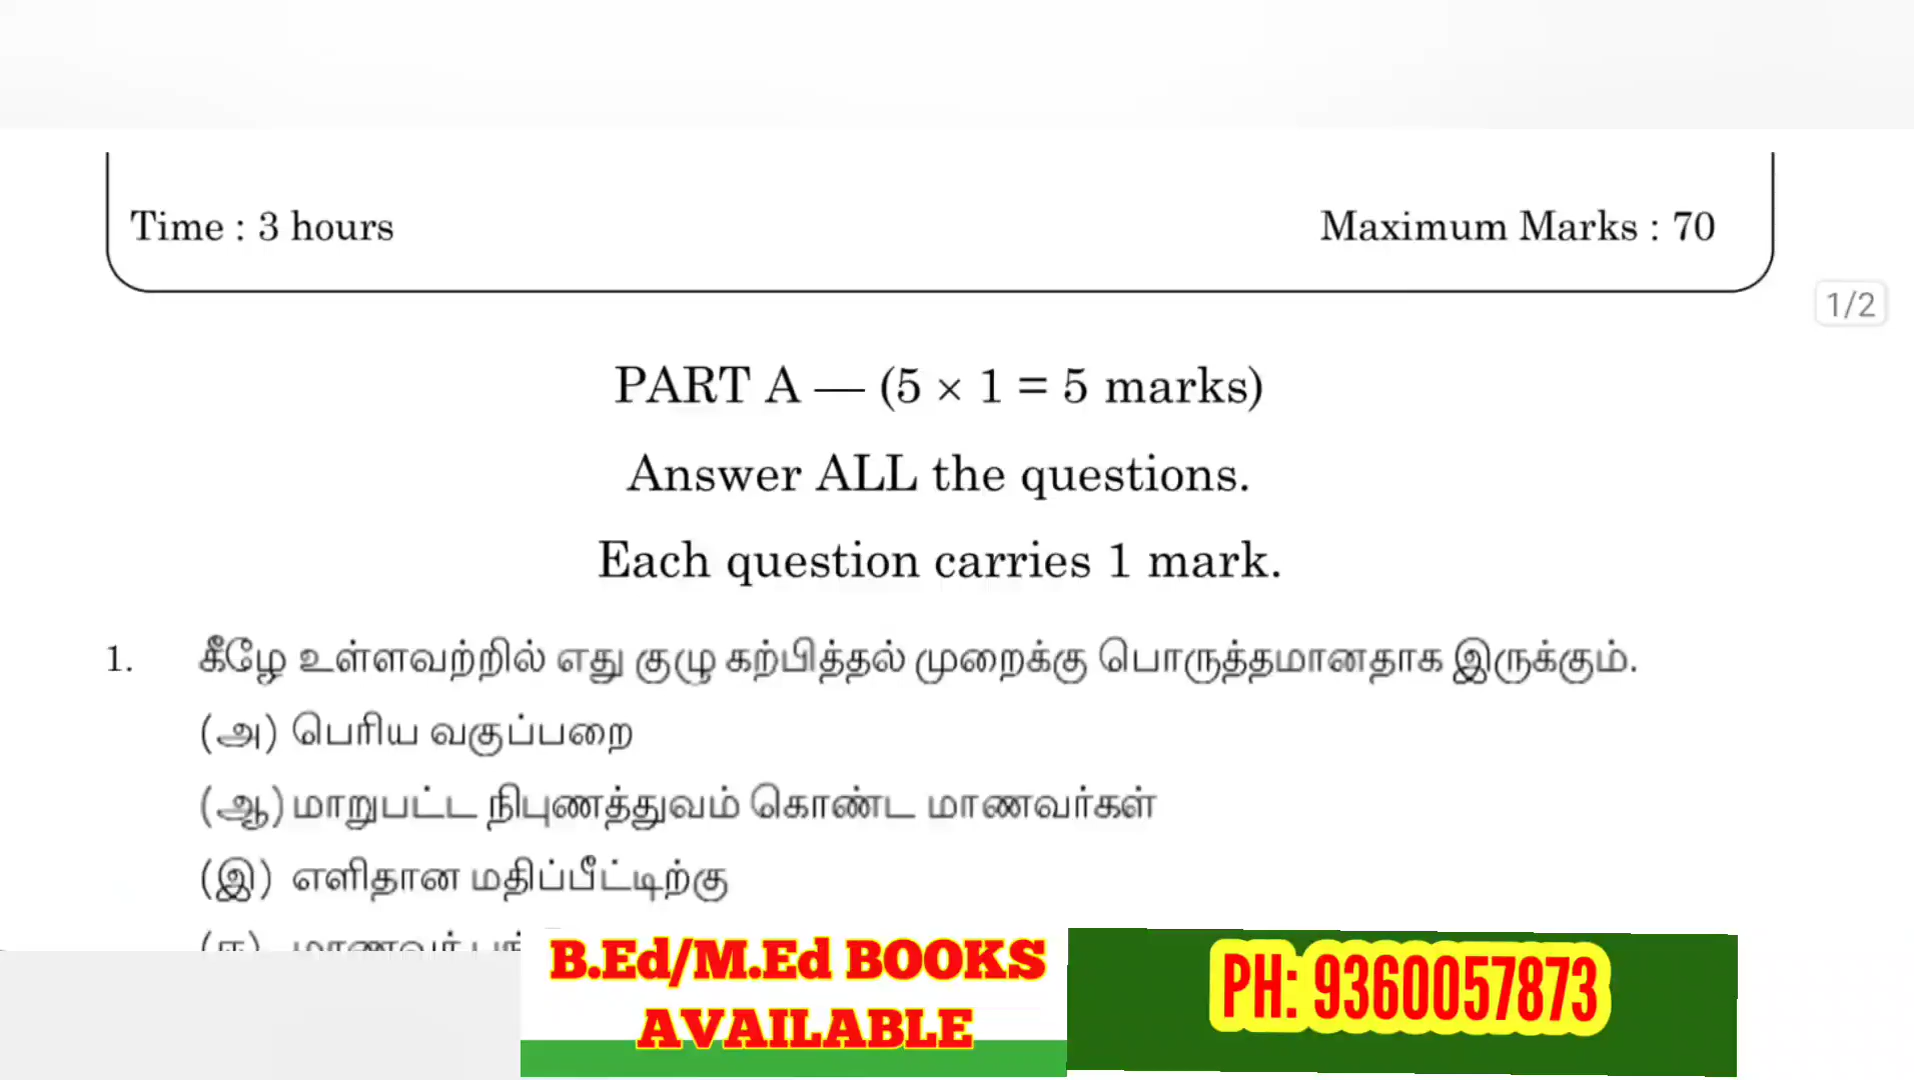 Time : 3 hours
Maximum Marks : 70
1/2
PART A — (5 × 1 = 5 marks)
Answer ALL the questions.
Each question carries 1 mark.
1. கீழே உள்ளவற்றில் எது குழு கற்பித்தல் முறைக்கு பொருத்தமானதாக இருக்கும்.
(அ) பெரிய வகுப்பறை
(ஆ) மாறுபட்ட நிபுணத்துவம் கொண்ட மாணவர்கள்
(இ) எளிதான மதிப்பீட்டிற்கு
(ஈ) மாணவர்
B.Ed/M.Ed BOOKS
AVAILABLE
PH: 9360057873